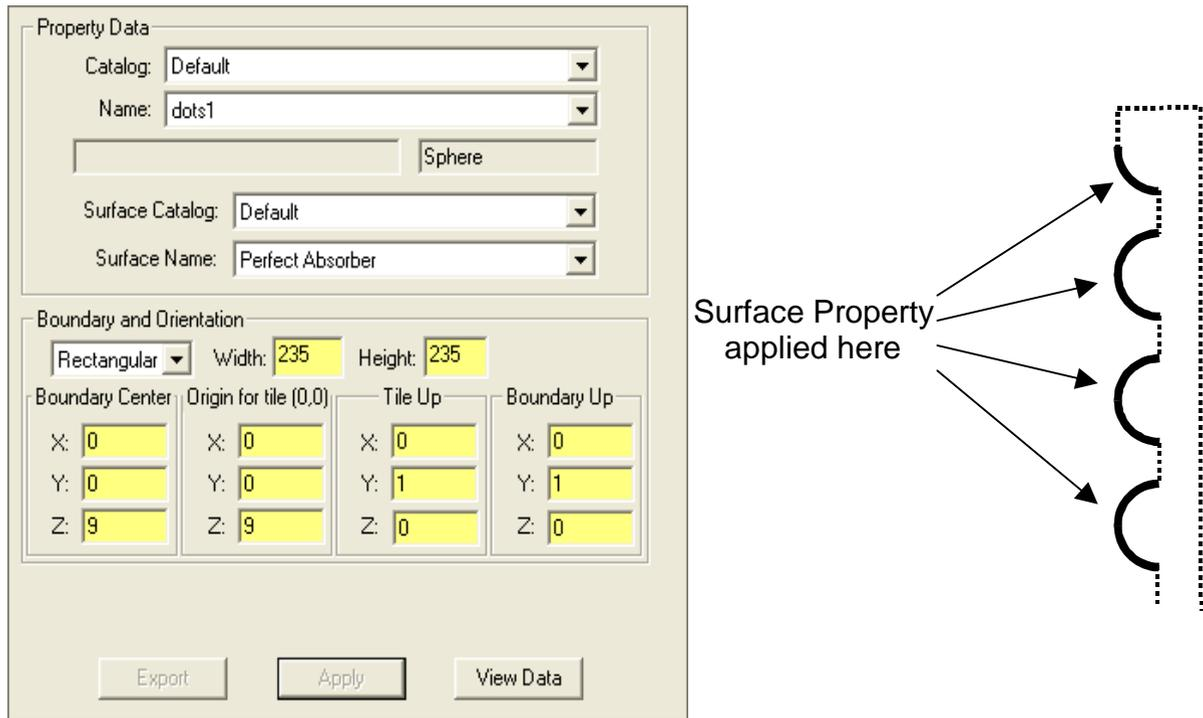 Property Data
Catalog: Default
Name: dots1
Sphere
Surface Catalog: Default
Surface Name: Perfect Absorber
Boundary and Orientation
Rectangular Width: 235 Height: 235
Boundary Center Origin for tile (0,0) Tile Up Boundary Up
X: 0 X: 0 X: 0 X: 0
Y: 0 Y: 0 Y: 1 Y: 1
Z: 9 Z: 9 Z: 0 Z: 0
Export Apply View Data
Surface Property
applied here